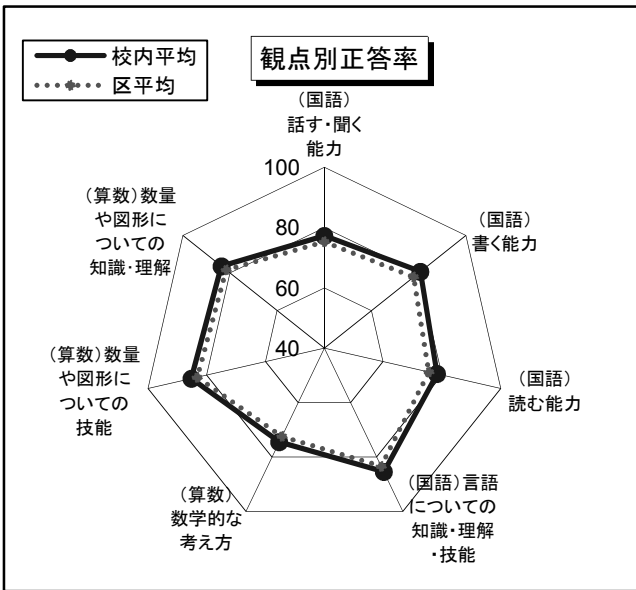 観点別正答率
校内平均
区平均
(国語)
話す・聞く
能力
100
80
60
40
(国語)
書く能力
(国語)
読む能力
(国語)言語
についての
知識・理解
・技能
(算数)
数学的な
考え方
(算数)数量
や図形に
ついての
技能
(算数)数量
や図形に
ついての
知識・理解